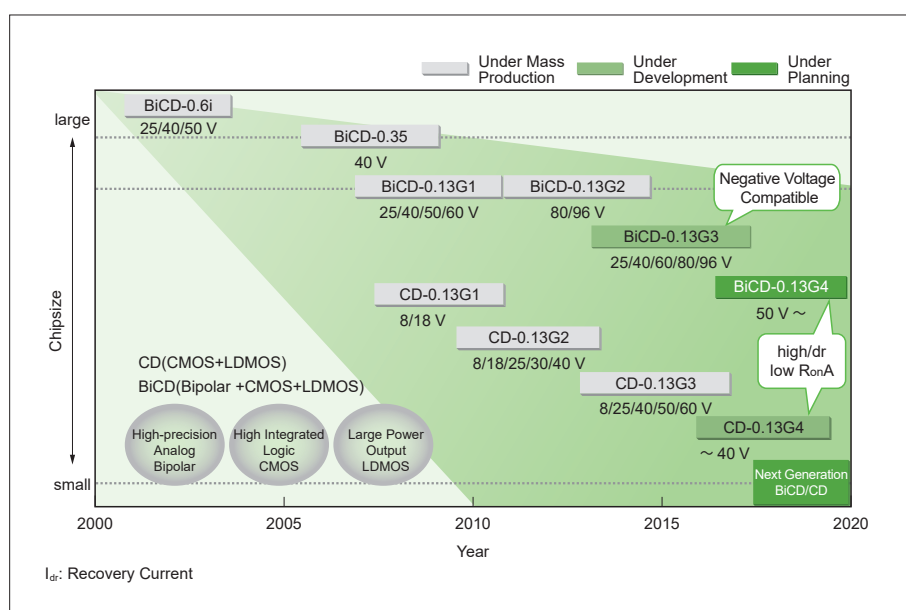 Under Mass
Production
Under
Development
Under
Planning
large
BiCD-0.6i
25/40/50 V
BiCD-0.35
40 V
BiCD-0.13G1
25/40/50/60 V
BiCD-0.13G2
80/96 V
Negative Voltage
Compatible
BiCD-0.13G3
25/40/60/80/96 V
CD-0.13G1
8/18 V
BiCD-0.13G4
50 V ～
CD-0.13G2
8/18/25/30/40 V
high/dr
low RonA
Chipsize
CD(CMOS+LDMOS)
BiCD(Bipolar +CMOS+LDMOS)
CD-0.13G3
8/25/40/50/60 V
High-precision
Analog
Bipolar
High Integrated
Logic
CMOS
Large Power
Output
LDMOS
CD-0.13G4
～ 40 V
Next Generation
BiCD/CD
small
2000
2005
2010
2015
2020
Year
Idr: Recovery Current